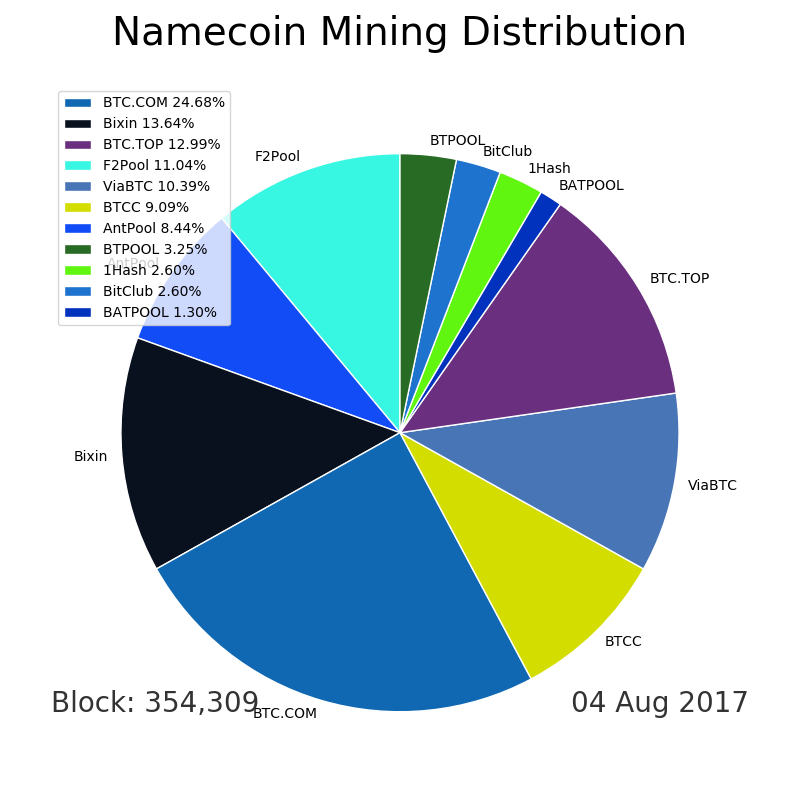 Namecoin Mining Distribution
BTC.COM 24.68%
Bixin 13.64%
BTC.TOP 12.99%
F2Pool 11.04%
ViaBTC 10.39%
BTCC 9.09%
AntPool 8.44%
BTPOOL 3.25%
1Hash 2.60%
BitClub 2.60%
BATPOOL 1.30%
F2Pool
BTPOOL
BitClub
1Hash
BATPOOL
AntPool
BTC.TOP
Bixin
ViaBTC
BTCC
BTC.COM
Block: 354,309
04 Aug 2017